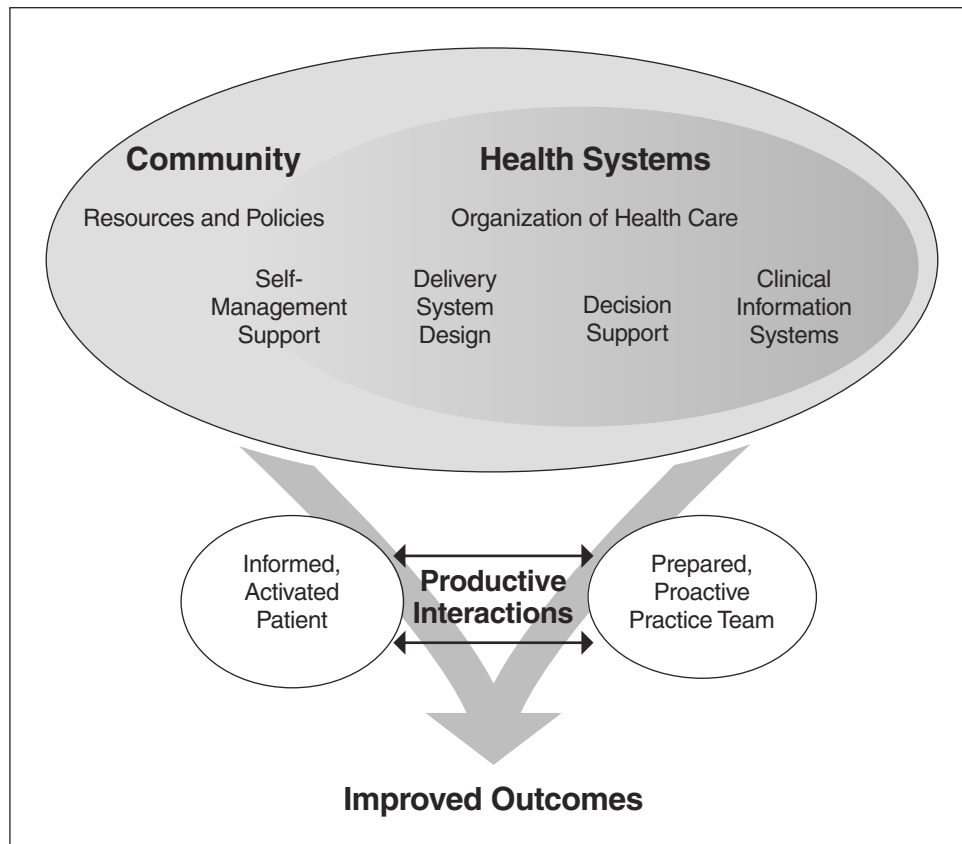 Community
Health Systems
Resources and Policies
Organization of Health Care
Self-
Management
Support
Delivery
System
Design
Decision
Support
Clinical
Information
Systems
Informed,
Activated
Patient
Productive
Interactions
Prepared,
Proactive
Practice Team
Improved Outcomes